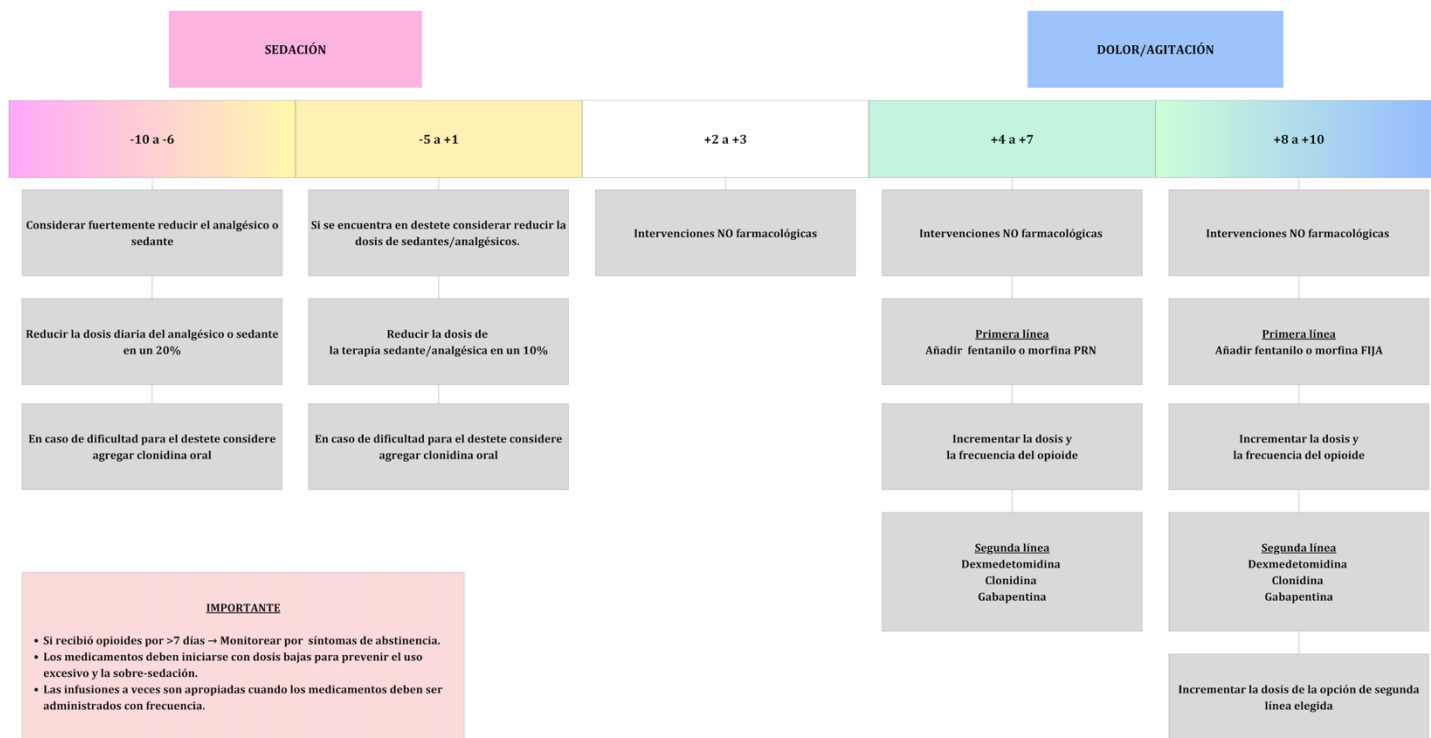 SEDACIÓN
DOLOR/AGITACIÓN
-10 a -6
-5 a +1
+2 a +3
+4 a +7
+8 a +10
Considerar fuertemente reducir el analgésico o
sedante
Si se encuentra en destete considerar reducir la
dosis de sedantes/analgésicos.
Intervenciones NO farmacológicas
Intervenciones NO farmacológicas
Intervenciones NO farmacológicas
Reducir la dosis diaria del analgésico o sedante
en un 20%
Reducir la dosis de
la terapia sedante/analgésica en un 10%
Primera línea
Añadir fentanilo o morfina PRN
Primera línea
Añadir fentanilo o morfina FIJA
En caso de dificultad para el destete considere
agregar clonidina oral
En caso de dificultad para el destete considere
agregar clonidina oral
Incrementar la dosis y
la frecuencia del opioide
Incrementar la dosis y
la frecuencia del opioide
Segunda línea
Dexmedetomidina
Clonidina
Gabapentina
Segunda línea
Dexmedetomidina
Clonidina
Gabapentina
IMPORTANTE
• Si recibió opioides por >7 días → Monitorear por síntomas de abstinencia.
• Los medicamentos deben iniciarse con dosis bajas para prevenir el uso
excesivo y la sobre-sedación.
• Las infusiones a veces son apropiadas cuando los medicamentos deben ser
administrados con frecuencia.
Incrementar la dosis de la opción de segunda
línea elegida